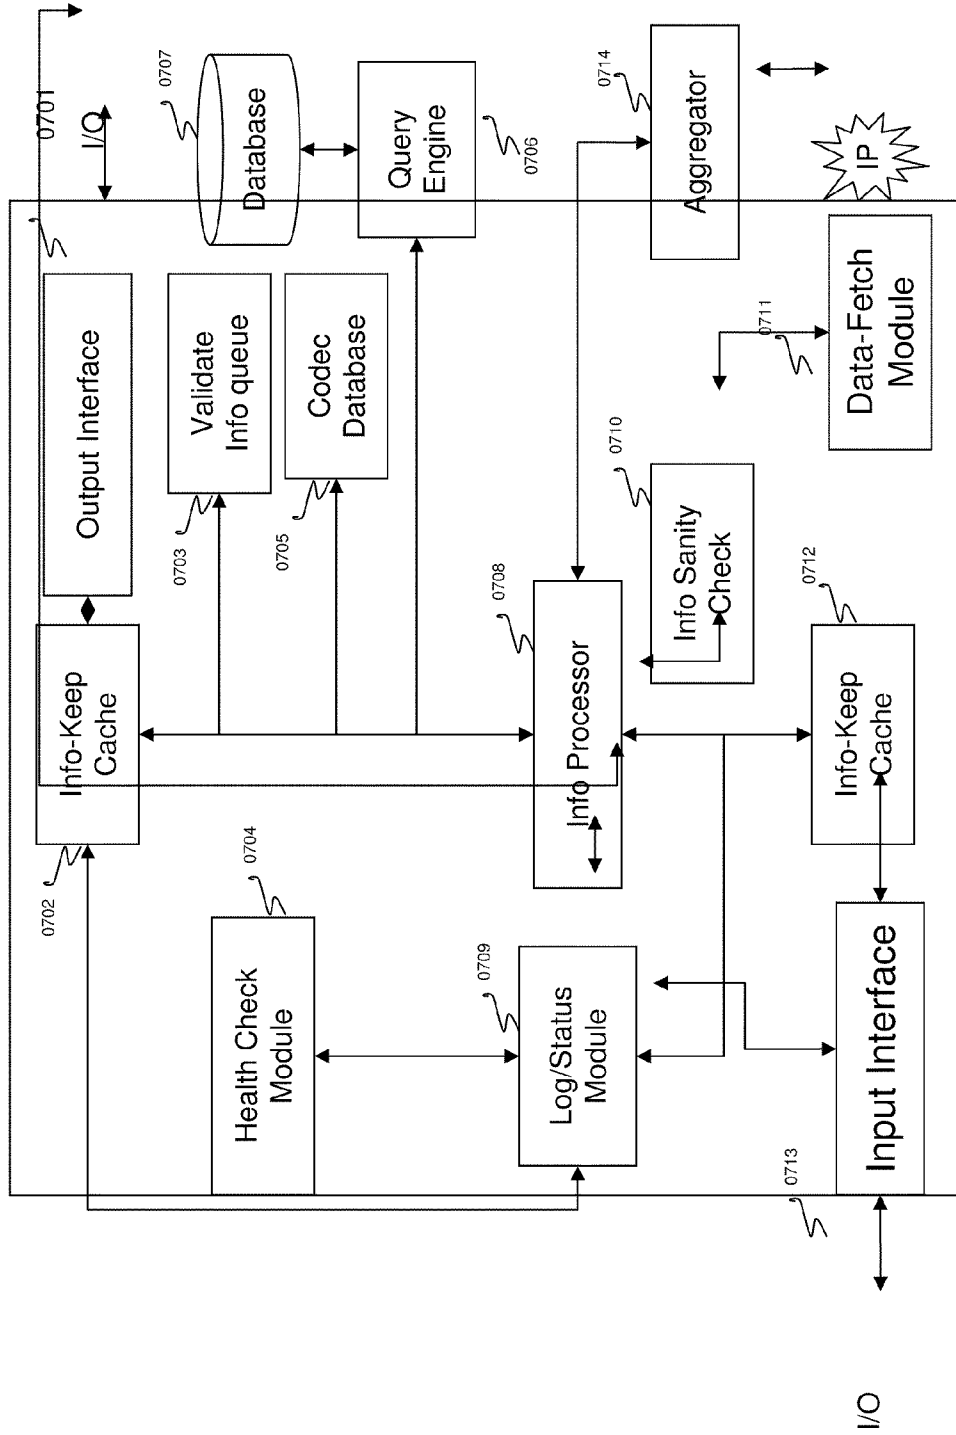 0701
I/O
Output Interface
Info-Keep
Cache
0702
0707
Database
Validate
Info queue
0703
Codec
Database
0705
0704
Health Check
Module
Query
Engine
0706
0708
Info Processor
0709
Log/Status
Module
0714
Aggregator
0710
Info Sanity
Check
0711
IP
Data-Fetch
Module
0712
Info-Keep
Cache
0713
Input Interface
I/O